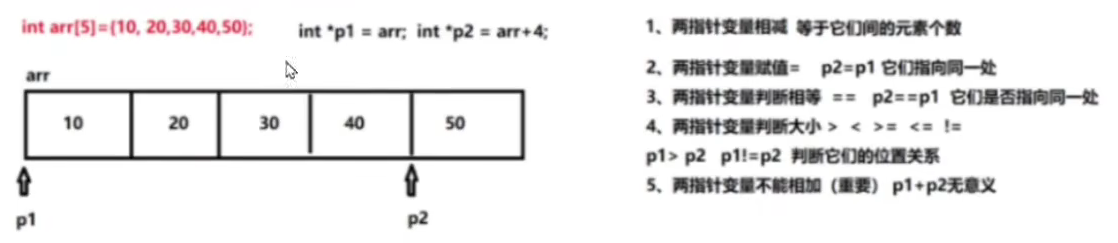 int arr[5]={10, 20,30,40,50};
int *p1 = arr; int *p2 = arr+4;
arr
10 20 30 40 50
p1 p2
1、两指针变量相减 等于它们间的元素个数
2、两指针变量赋值= p2=p1 它们指向同一处
3、两指针变量判断相等 == p2==p1 它们是否指向同一处
4、两指针变量判断大小 > < >= <= !=
p1> p2 p1!=p2 判断它们的位置关系
5、两指针变量不能相加（重要） p1+p2无意义